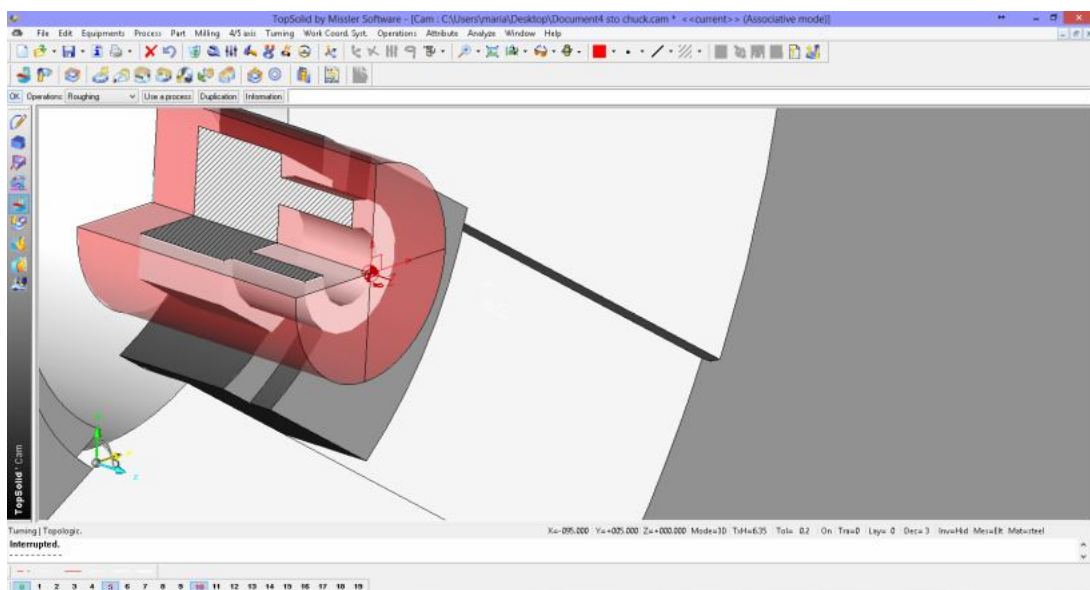 TopSolid by Missler Software - [Cam : C:\Users\maria\Desktop\Document4 sto chuck.cam * <<current>> (Associative mode)]
File Edit Equipments Process Part Milling 4/5 axis Turning Work Coord. Syst. Operations Attribute Analyze Window Help
OK Operation= Roughing Use a process Duplication Information
TopSolid'Cam
Turning | Topologic.
X=-095.000 Y=+005.000 Z=+000.000 Mode=3D TxH=6.35 Tol= 0.2 On Tra=0 Lay= 0 Dec= 3 Inv=Hid Mes=Elt Mat=steel
Interrupted.
----------
0 1 2 3 4 5 6 7 8 9 10 11 12 13 14 15 16 17 18 19